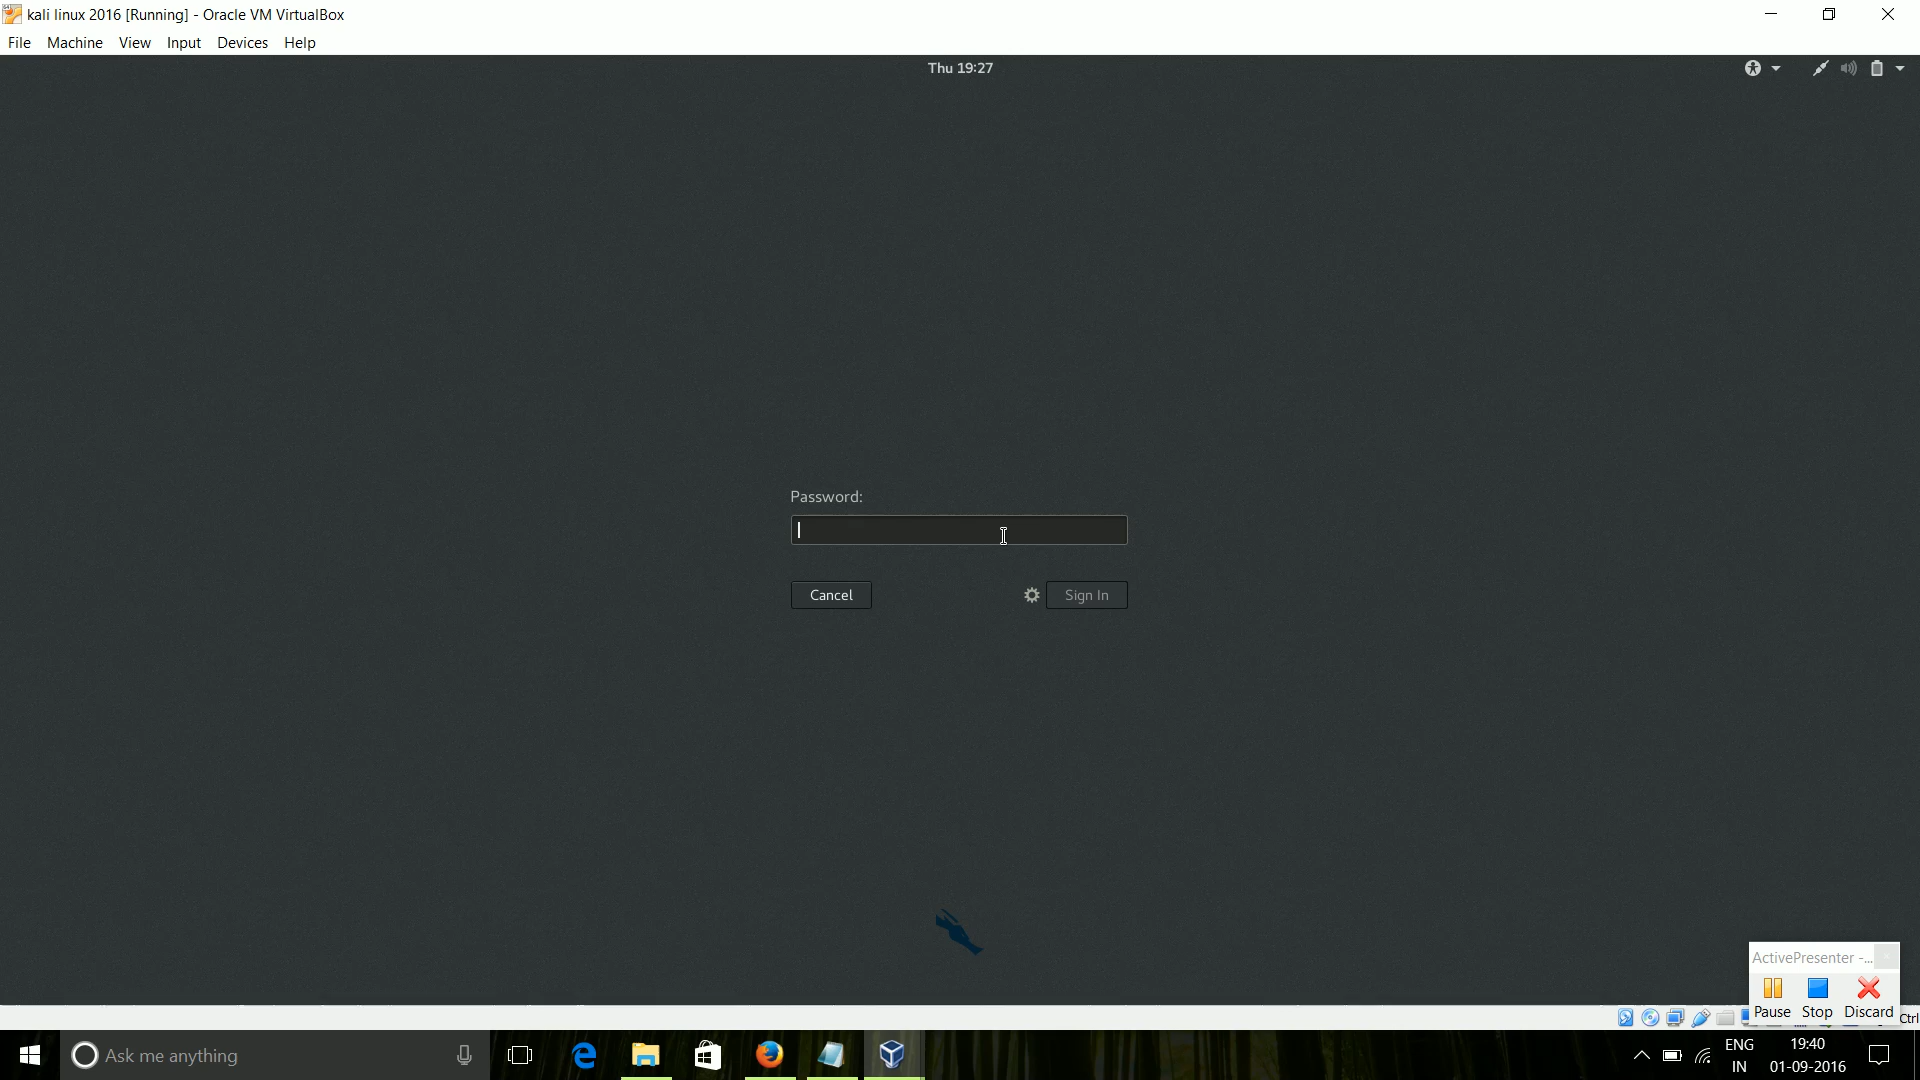 kali linux 2016 [Running] - Oracle VM VirtualBox
File Machine View Input Devices Help
Thu 19:27
Password:
Cancel
Sign In
ActivePresenter -...
Pause Stop Discard
Ctrl
Ask me anything
ENG
IN
19:40
01-09-2016